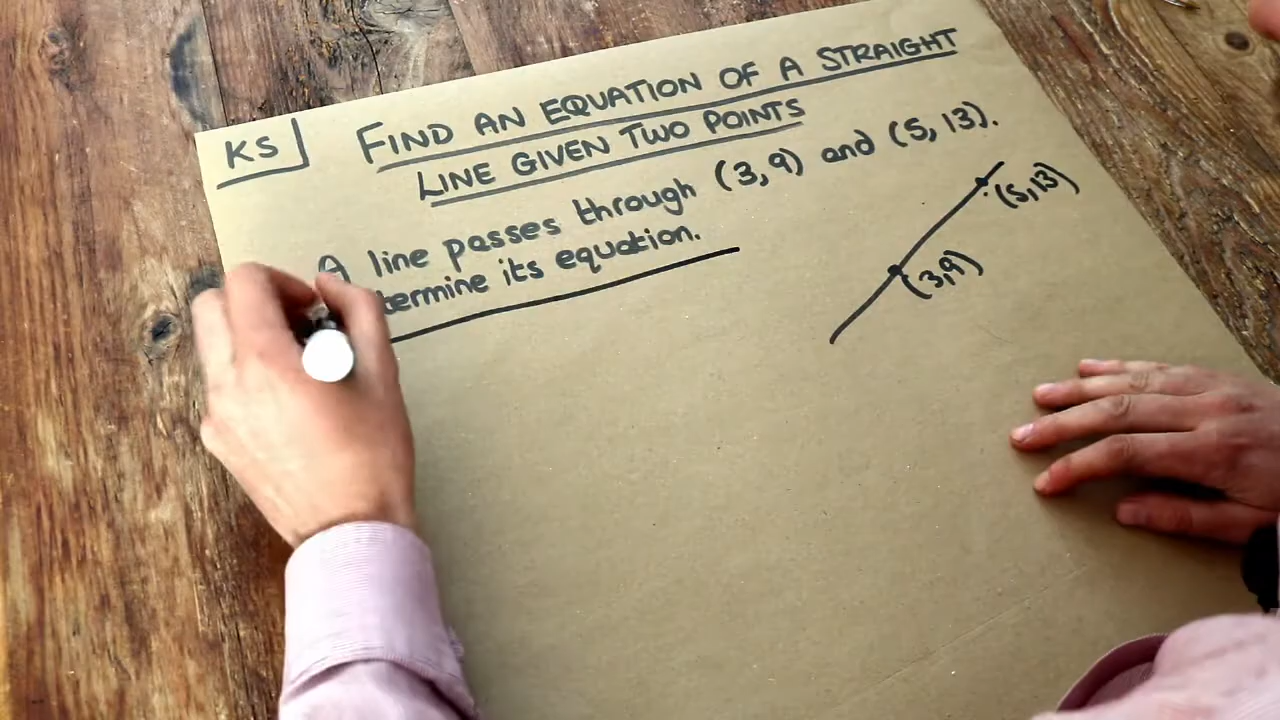 KS
FIND AN EQUATION OF A STRAIGHT
LINE GIVEN TWO POINTS
A line passes through (3,9) and (5,13).
termine its equation.
(5,13)
(3,9)